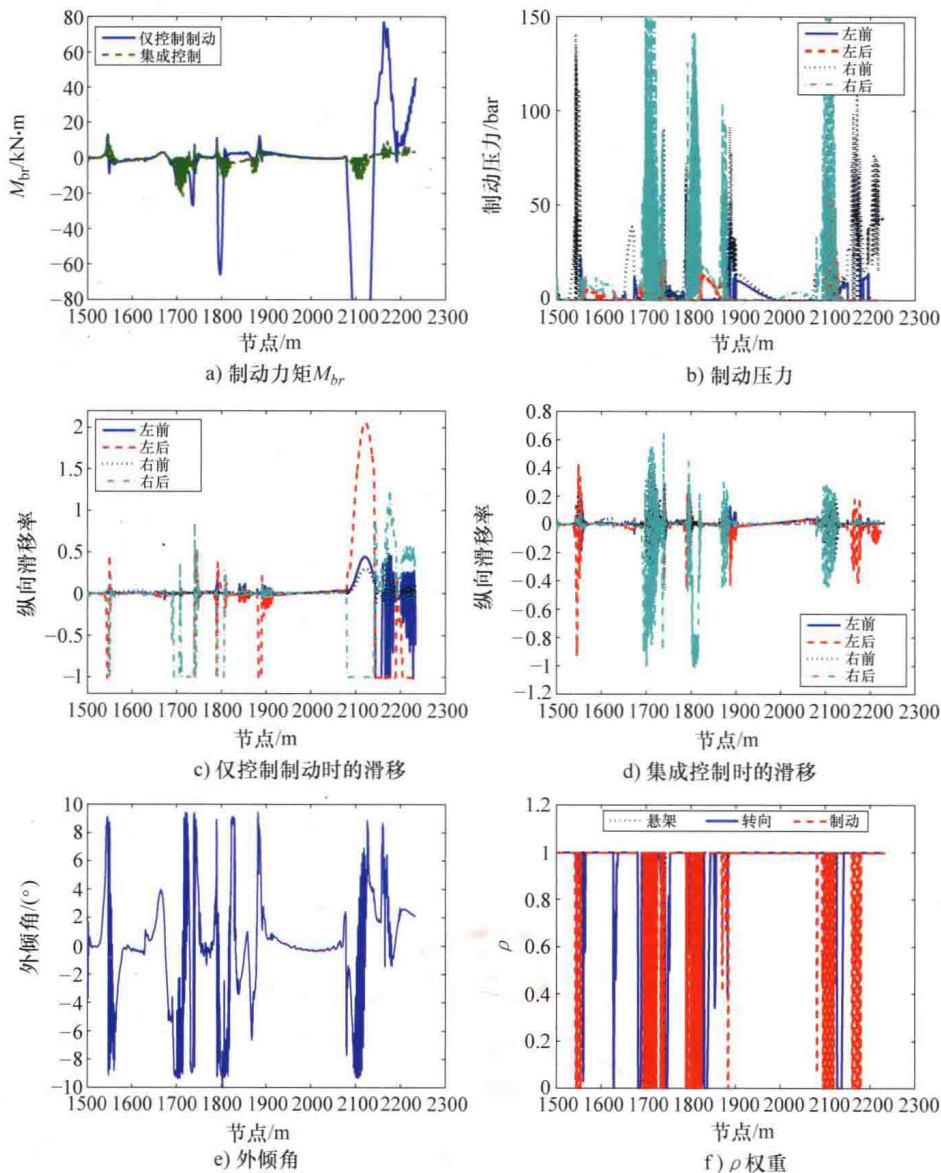 仅控制制动
集成控制
M_br/kN·m
80
60
40
20
0
−20
−40
−60
−80
1500 1600 1700 1800 1900 2000 2100 2200 2300
节点/m
a) 制动力矩M_br
左前
左后
右前
右后
制动压力/bar
150
100
50
0
1500 1600 1700 1800 1900 2000 2100 2200 2300
节点/m
b) 制动压力
左前
左后
右前
右后
纵向滑移率
2
1.5
1
0.5
0
−0.5
−1
1500 1600 1700 1800 1900 2000 2100 2200 2300
节点/m
c) 仅控制制动时的滑移
纵向滑移率
0.8
0.6
0.4
0.2
0
−0.2
−0.4
−0.6
−0.8
−1
−1.2
左前
左后
右前
右后
1500 1600 1700 1800 1900 2000 2100 2200 2300
节点/m
d) 集成控制时的滑移
外倾角/(°)
10
8
6
4
2
0
−2
−4
−6
−8
−10
1500 1600 1700 1800 1900 2000 2100 2200 2300
节点/m
e) 外倾角
悬架 转向 制动
ρ
1.2
1
0.8
0.6
0.4
0.2
0
1500 1600 1700 1800 1900 2000 2100 2200 2300
节点/m
f) ρ权重